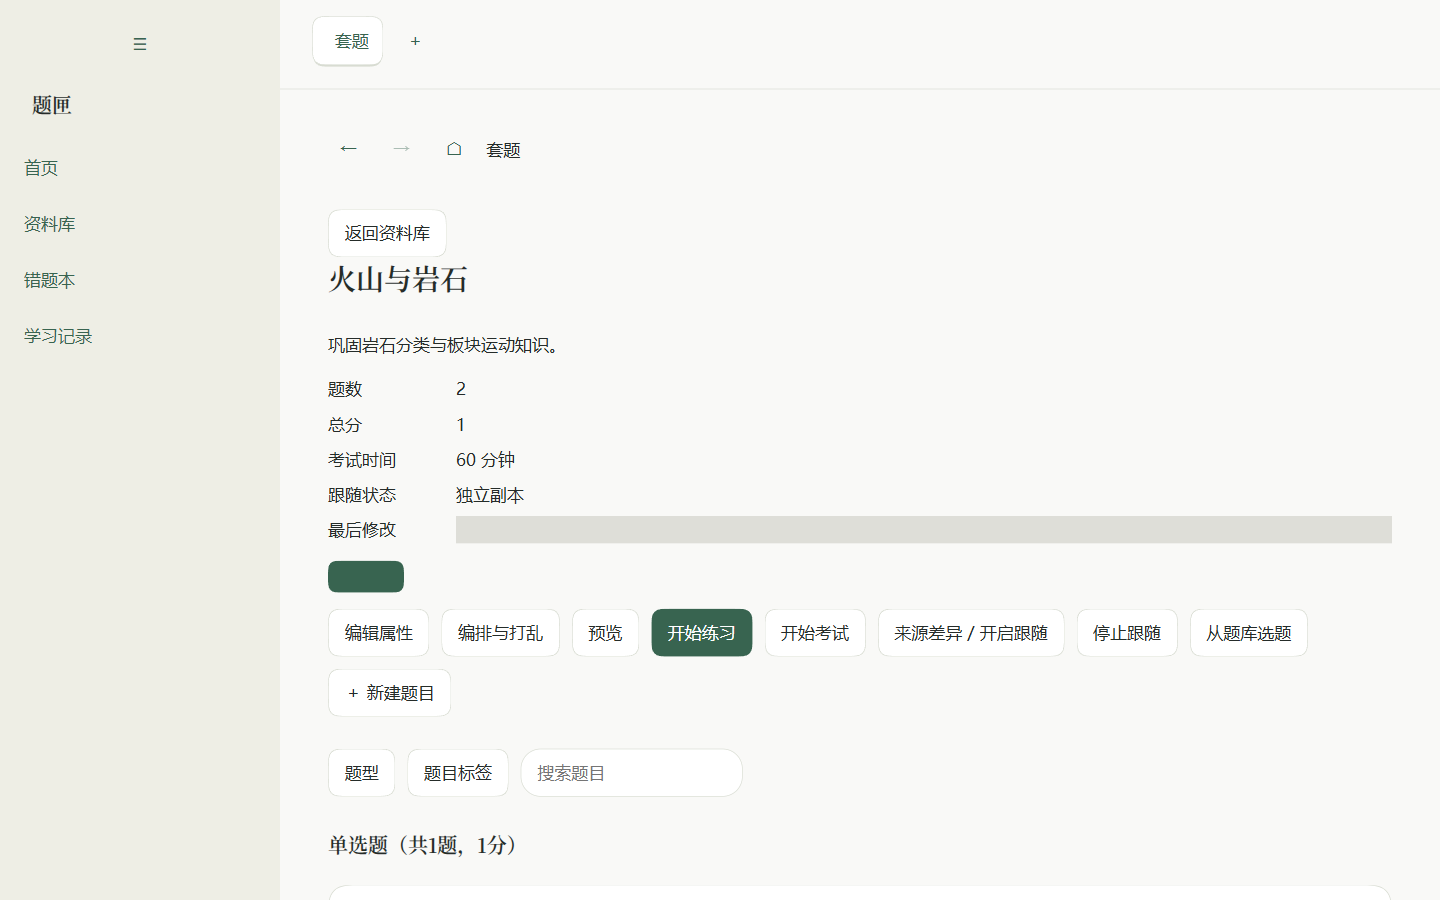 ☰
套题 +
题匣
首页
资料库
错题本
学习记录
← → 套题
返回资料库
火山与岩石
巩固岩石分类与板块运动知识。
题数 2
总分 1
考试时间 60 分钟
跟随状态 独立副本
最后修改
编辑属性 编排与打乱 预览 开始练习 开始考试 来源差异 / 开启跟随 停止跟随 从题库选题
+ 新建题目
题型 题目标签 搜索题目
单选题（共1题，1分）